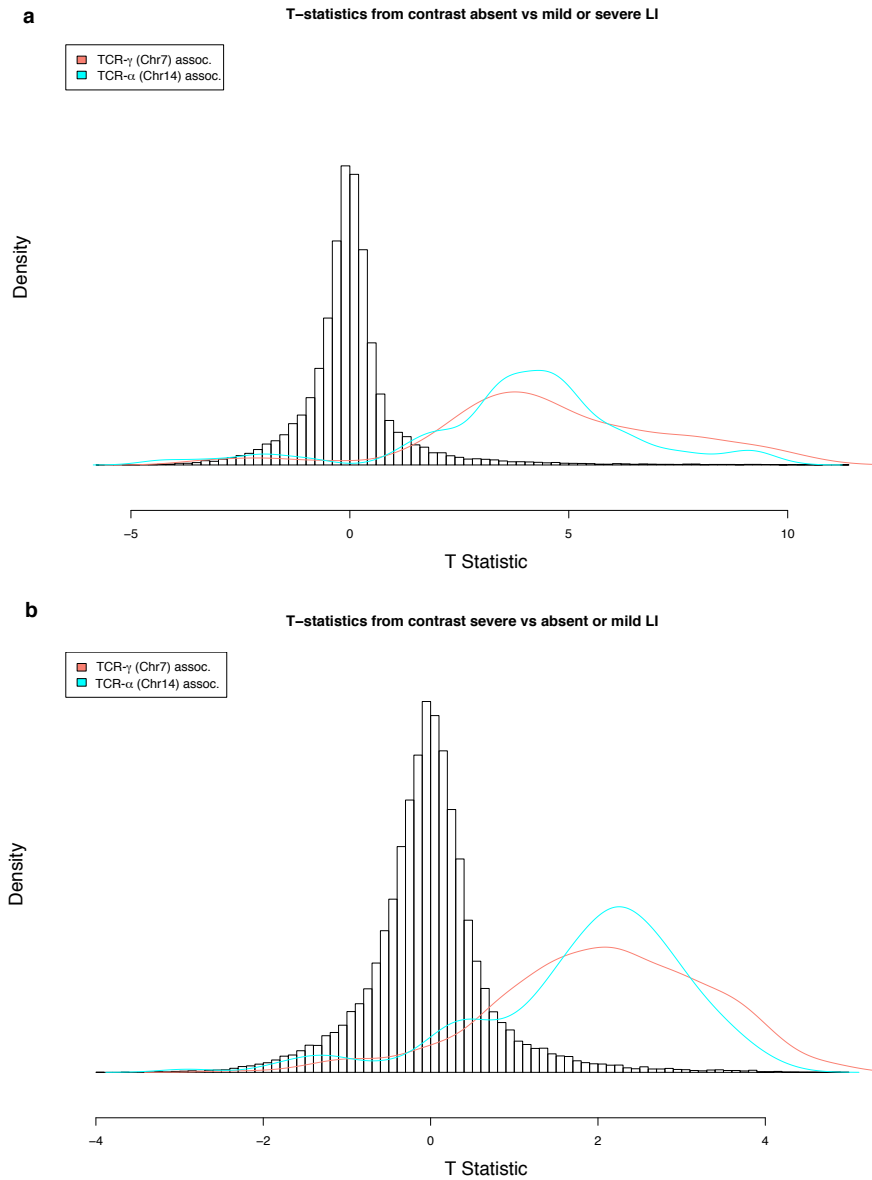 a
T−statistics from contrast absent vs mild or severe LI
TCR-γ (Chr7) assoc.
TCR-α (Chr14) assoc.
Density
−5 0 5 10
T Statistic
b
T−statistics from contrast severe vs absent or mild LI
TCR-γ (Chr7) assoc.
TCR-α (Chr14) assoc.
Density
−4 −2 0 2 4
T Statistic